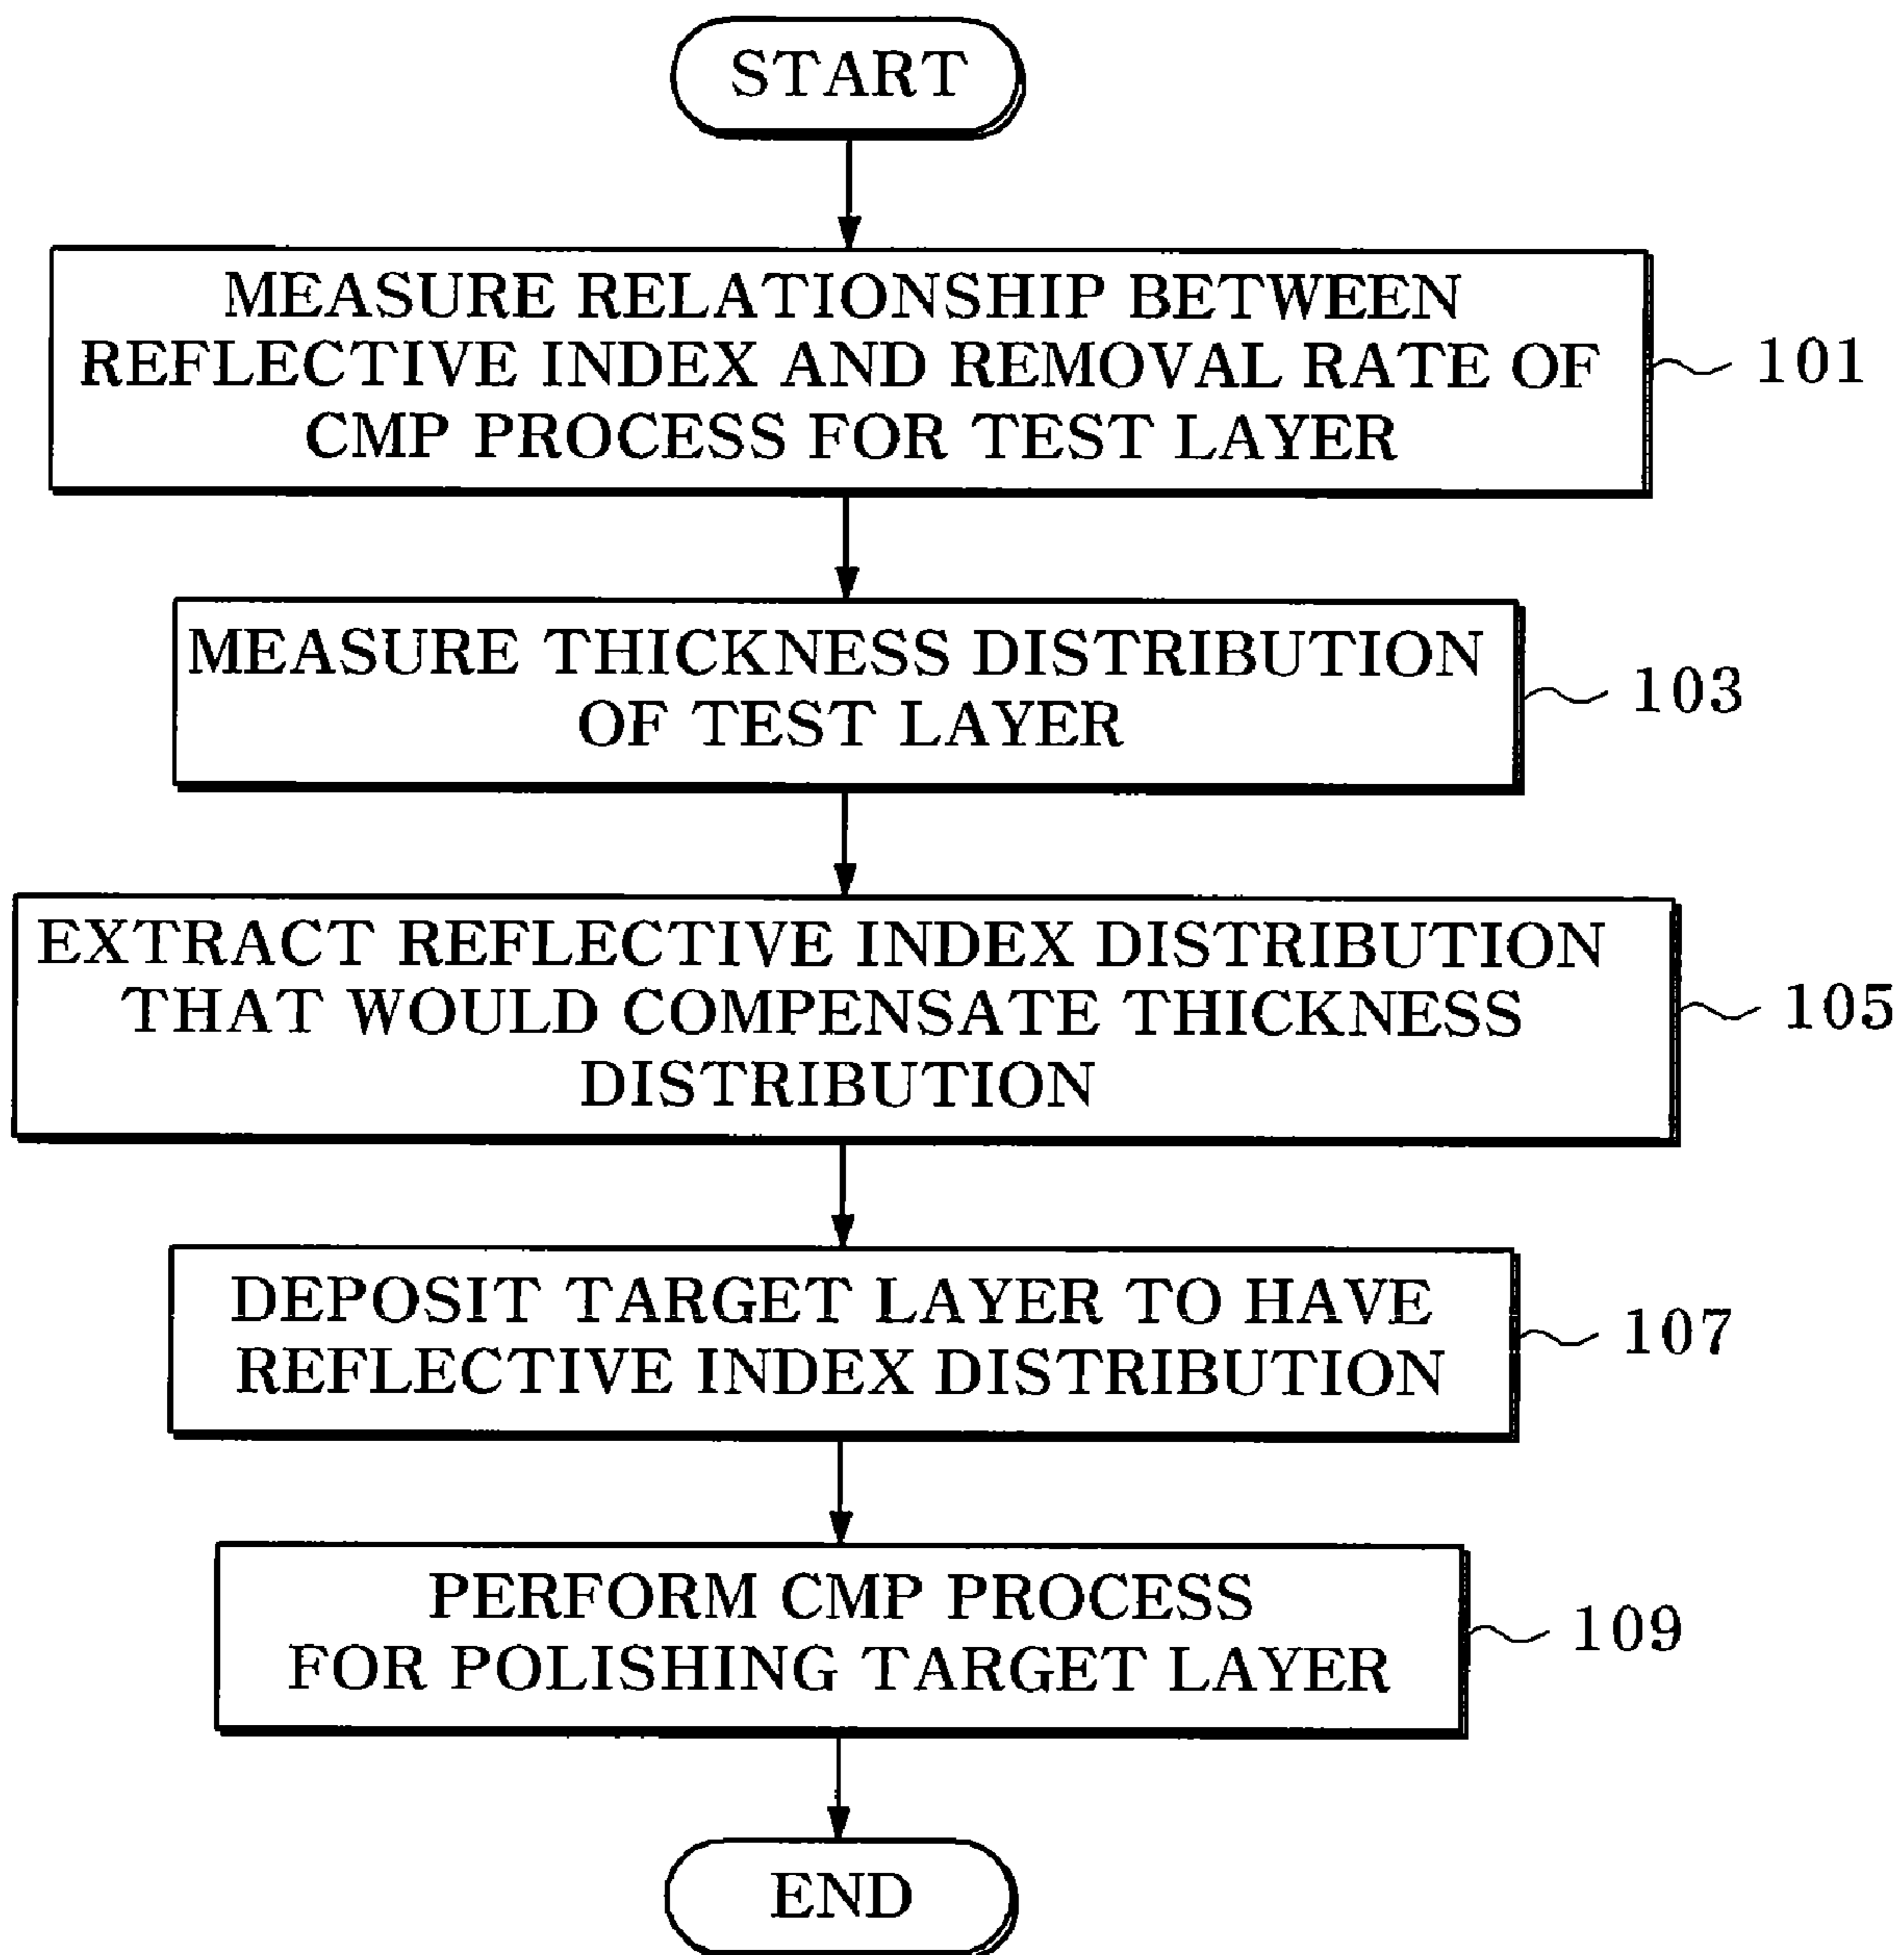 START
MEASURE RELATIONSHIP BETWEEN
REFLECTIVE INDEX AND REMOVAL RATE OF
CMP PROCESS FOR TEST LAYER
101
MEASURE THICKNESS DISTRIBUTION
OF TEST LAYER
103
EXTRACT REFLECTIVE INDEX DISTRIBUTION
THAT WOULD COMPENSATE THICKNESS
DISTRIBUTION
105
DEPOSIT TARGET LAYER TO HAVE
REFLECTIVE INDEX DISTRIBUTION
107
PERFORM CMP PROCESS
FOR POLISHING TARGET LAYER
109
END